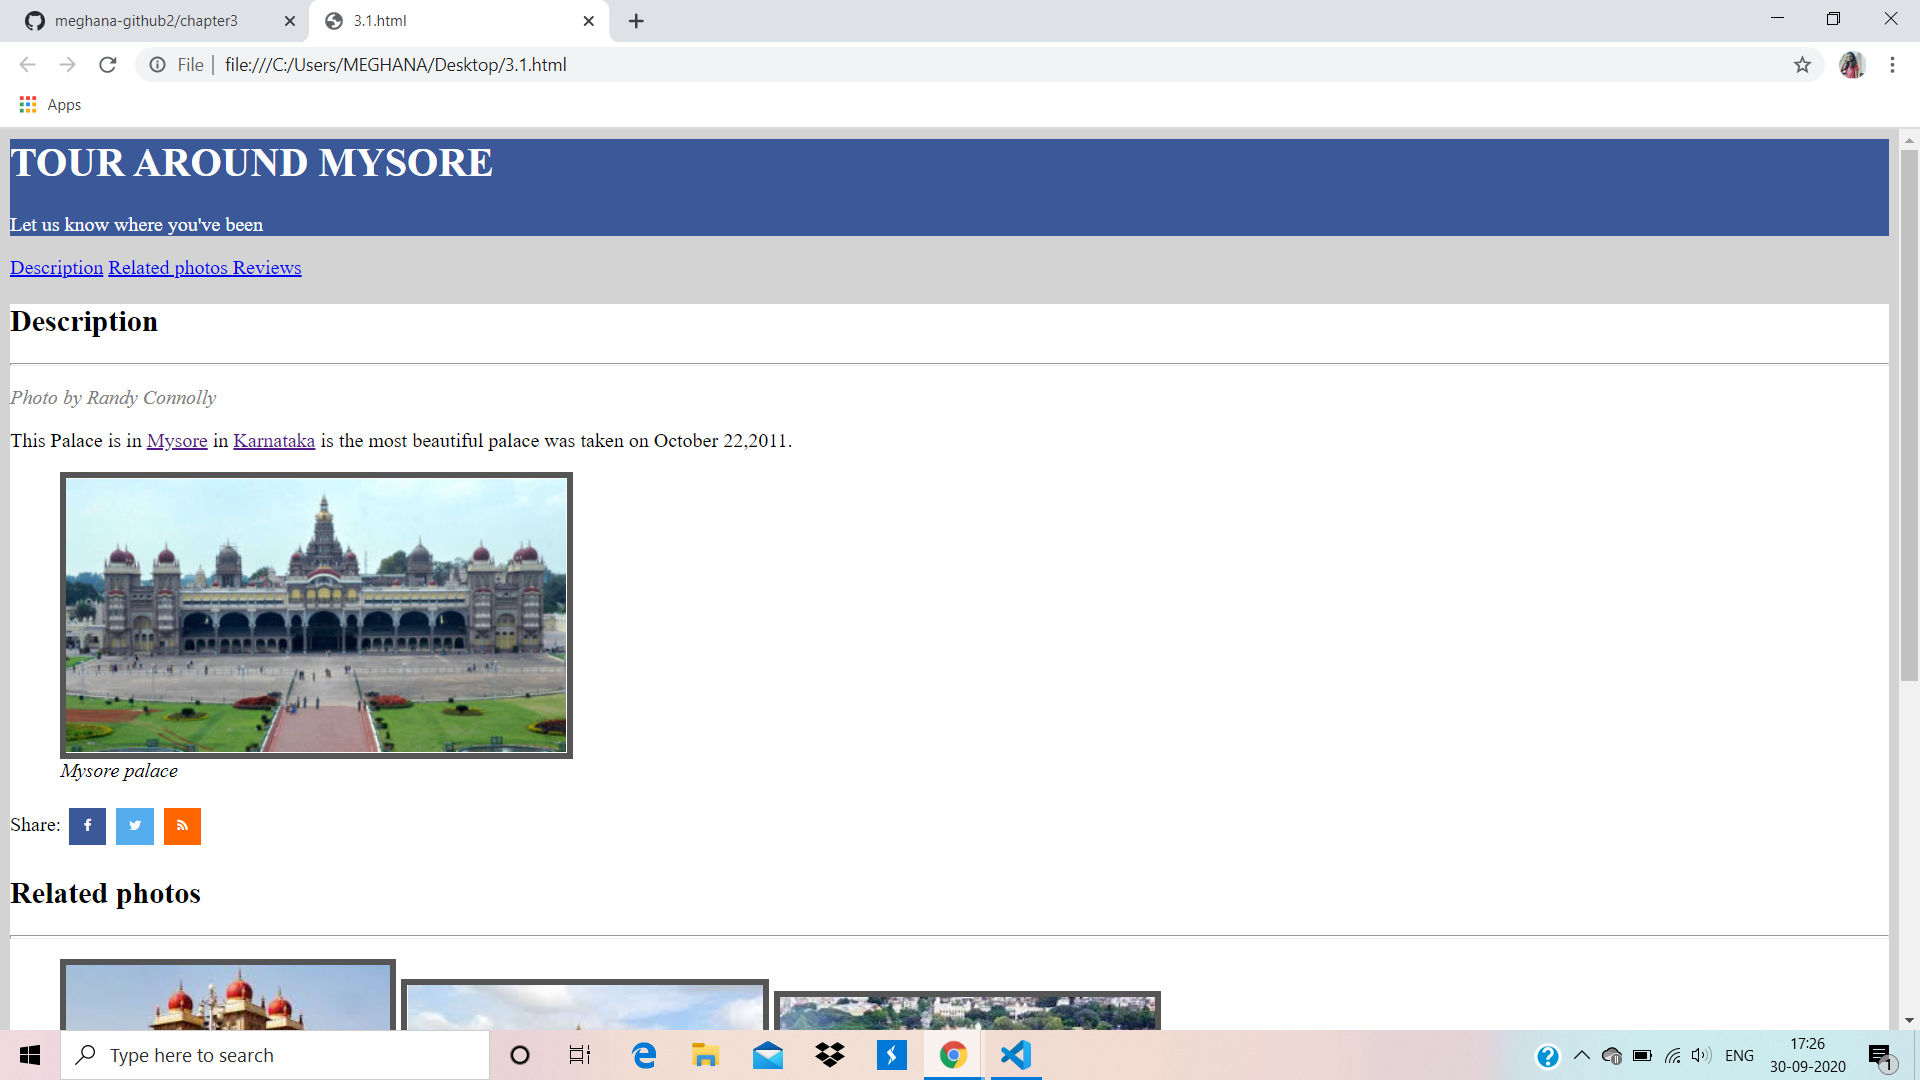 meghana-github2/chapter3
3.1.html
File | file:///C:/Users/MEGHANA/Desktop/3.1.html
Apps
TOUR AROUND MYSORE
Let us know where you've been
Description Related photos Reviews
Description
Photo by Randy Connolly
This Palace is in Mysore in Karnataka is the most beautiful palace was taken on October 22,2011.
Mysore palace
Share:
Related photos
Type here to search
ENG
17:26
30-09-2020
1